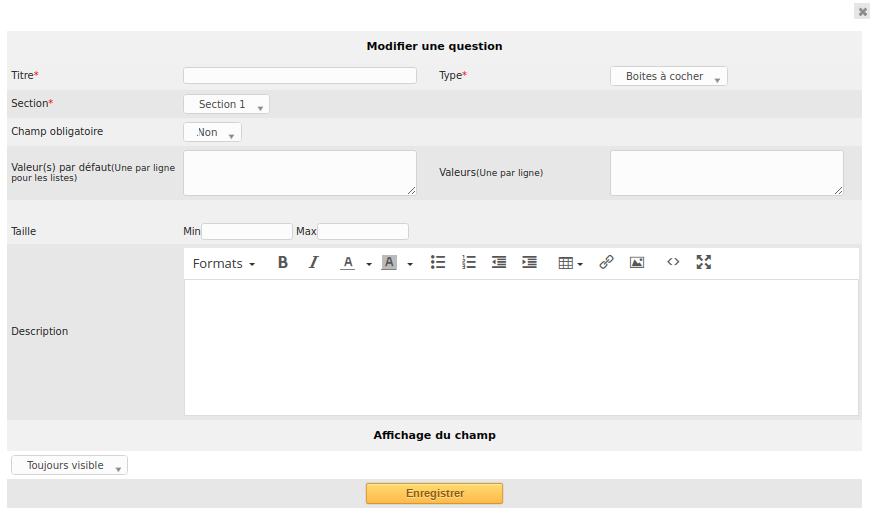 Modifier une question
Titre* Type* Boites à cocher
Section* Section 1
Champ obligatoire Non
Valeur(s) par défaut(Une par ligne
pour les listes)
Valeurs(Une par ligne)
Taille Min Max
Formats B I A A
Description
Affichage du champ
Toujours visible
Enregistrer